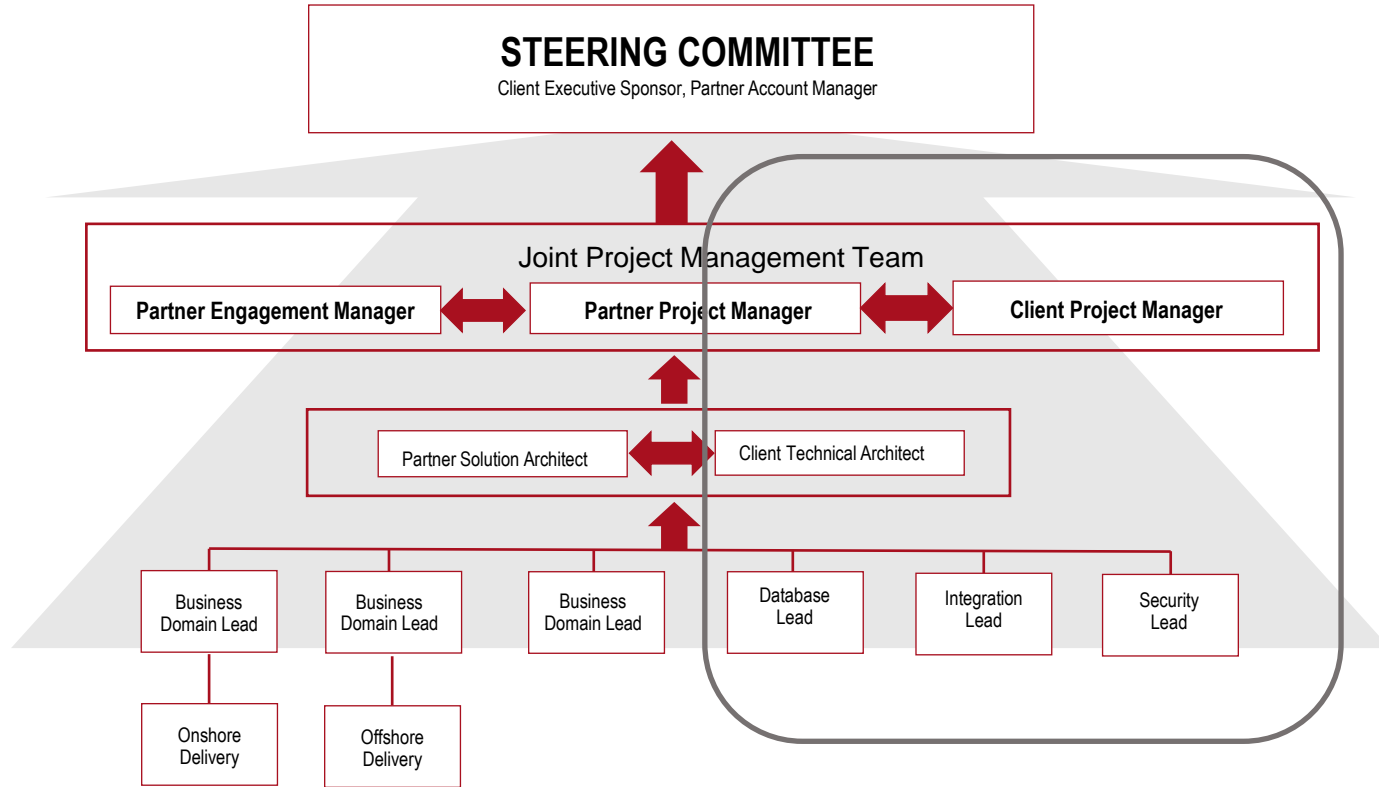 STEERING COMMITTEE
Client Executive Sponsor, Partner Account Manager
Joint Project Management Team
Partner Engagement Manager
Partner Project Manager
Client Project Manager
Partner Solution Architect
Client Technical Architect
Business
Domain Lead
Business
Domain Lead
Business
Domain Lead
Database
Lead
Integration
Lead
Security
Lead
Onshore
Delivery
Offshore
Delivery